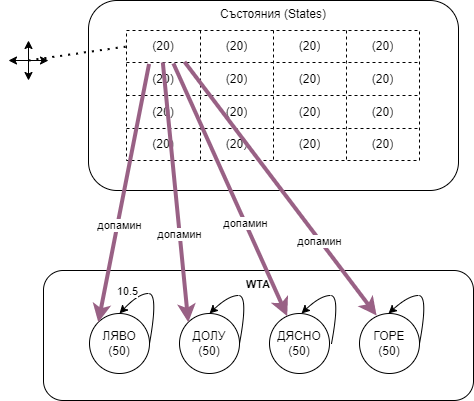 Състояния (States)
(20) (20) (20) (20)
(20) (20) (20) (20)
(20) (20) (20) (20)
(20) (20) (20) (20)
допамин допамин допамин допамин
WTA
10.5
ЛЯВО ДОЛУ ДЯСНО ГОРЕ
(50) (50) (50) (50)